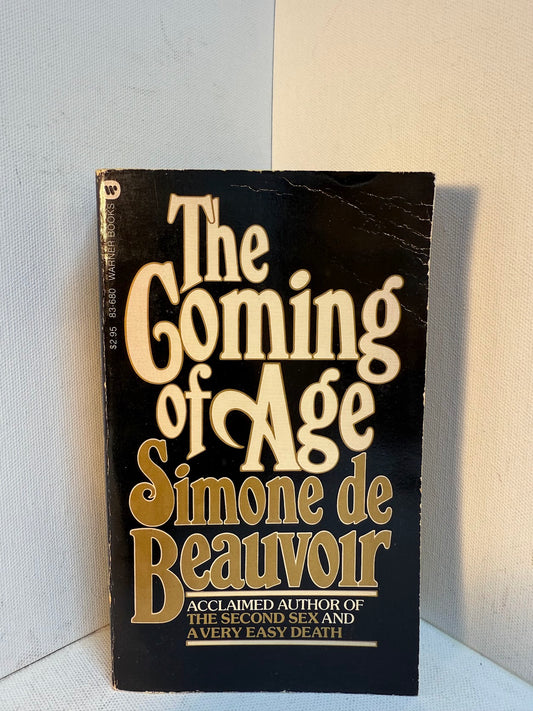 The
Coming
of Age
Simone de
Beauvoir
ACCLAIMED AUTHOR OF
THE SECOND SEX AND
A VERY EASY DEATH
$2.95 83-680 WARNER BOOKS